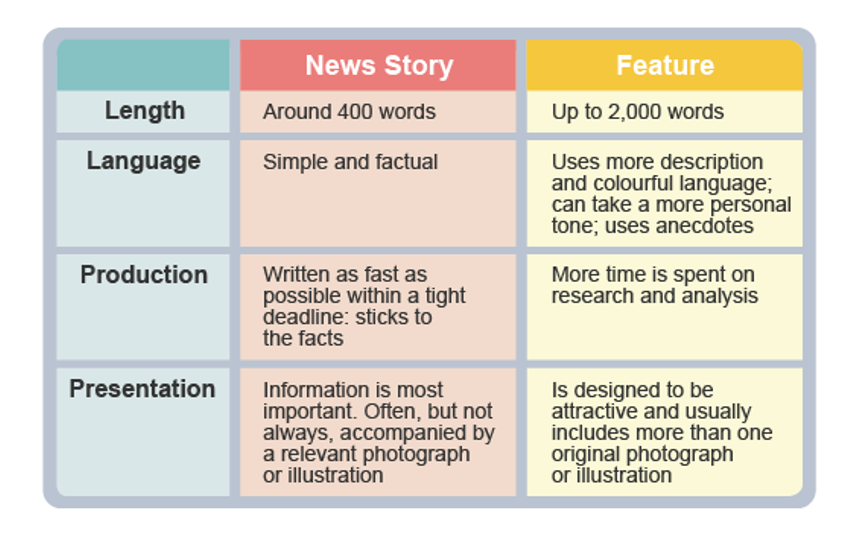 News Story
Feature
Length
Around 400 words
Up to 2,000 words
Language
Simple and factual
Uses more description
and colourful language;
can take a more personal
tone; uses anecdotes
Production
Written as fast as
possible within a tight
deadline: sticks to
the facts
More time is spent on
research and analysis
Presentation
Information is most
important. Often, but not
always, accompanied by
a relevant photograph
or illustration
Is designed to be
attractive and usually
includes more than one
original photograph
or illustration